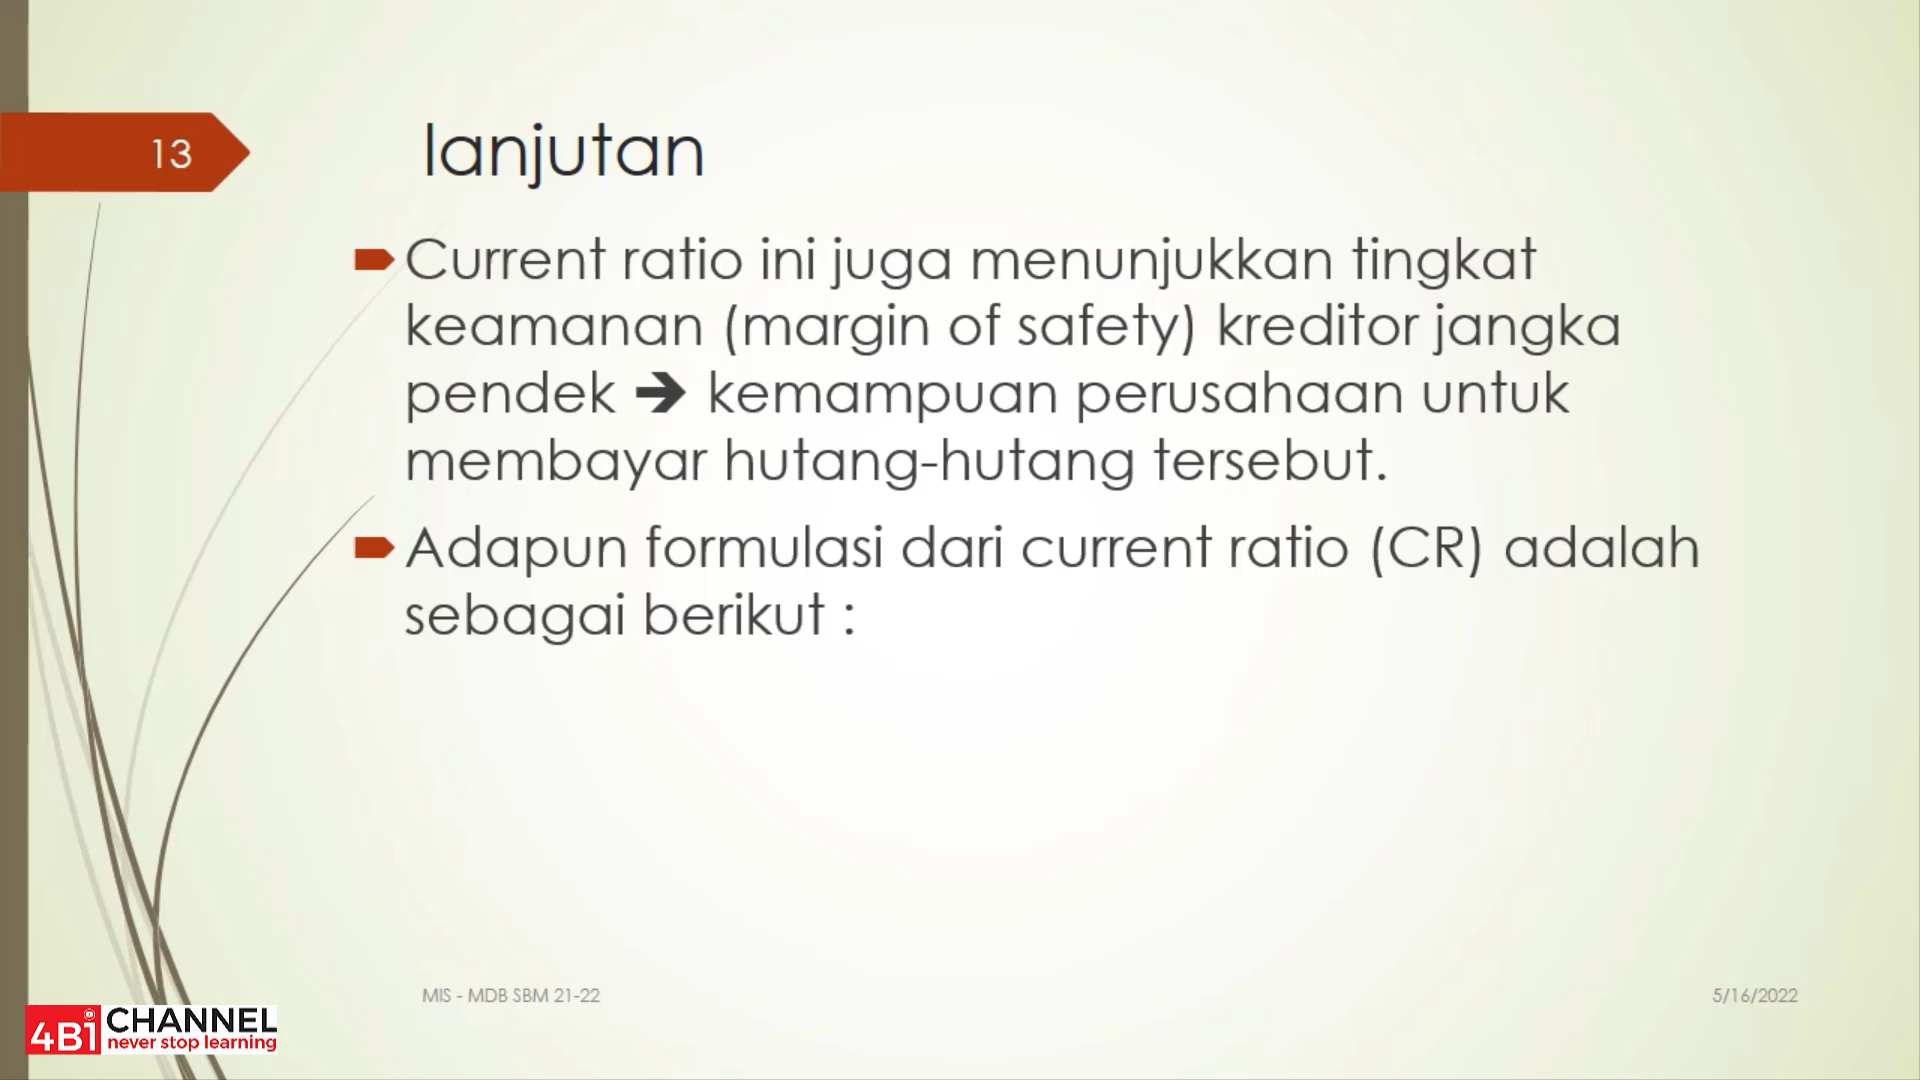 13
lanjutan
Current ratio ini juga menunjukkan tingkat
keamanan (margin of safety) kreditor jangka
pendek ➔ kemampuan perusahaan untuk
membayar hutang-hutang tersebut.
Adapun formulasi dari current ratio (CR) adalah
sebagai berikut :
MIS - MDB SBM 21-22
5/16/2022
4Bi CHANNEL
never stop learning